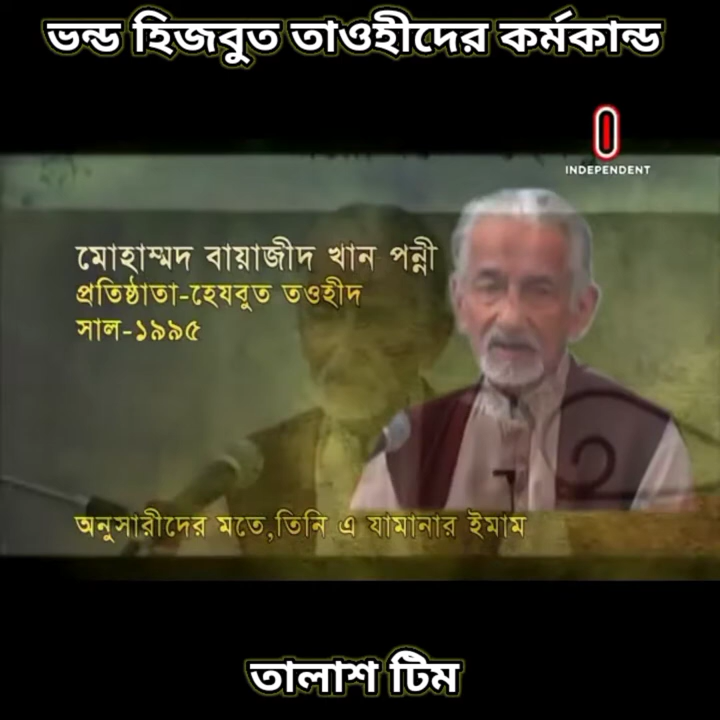 ভন্ড হিজবুত তাওহীদের কর্মকান্ড
INDEPENDENT
মোহাম্মদ বায়াজীদ খান পন্নী
প্রতিষ্ঠাতা-হেযবুত তওহীদ
সাল-১৯৯৫
অনুসারীদের মতে,তিনি এ যামানার ইমাম
তালাশ টিম